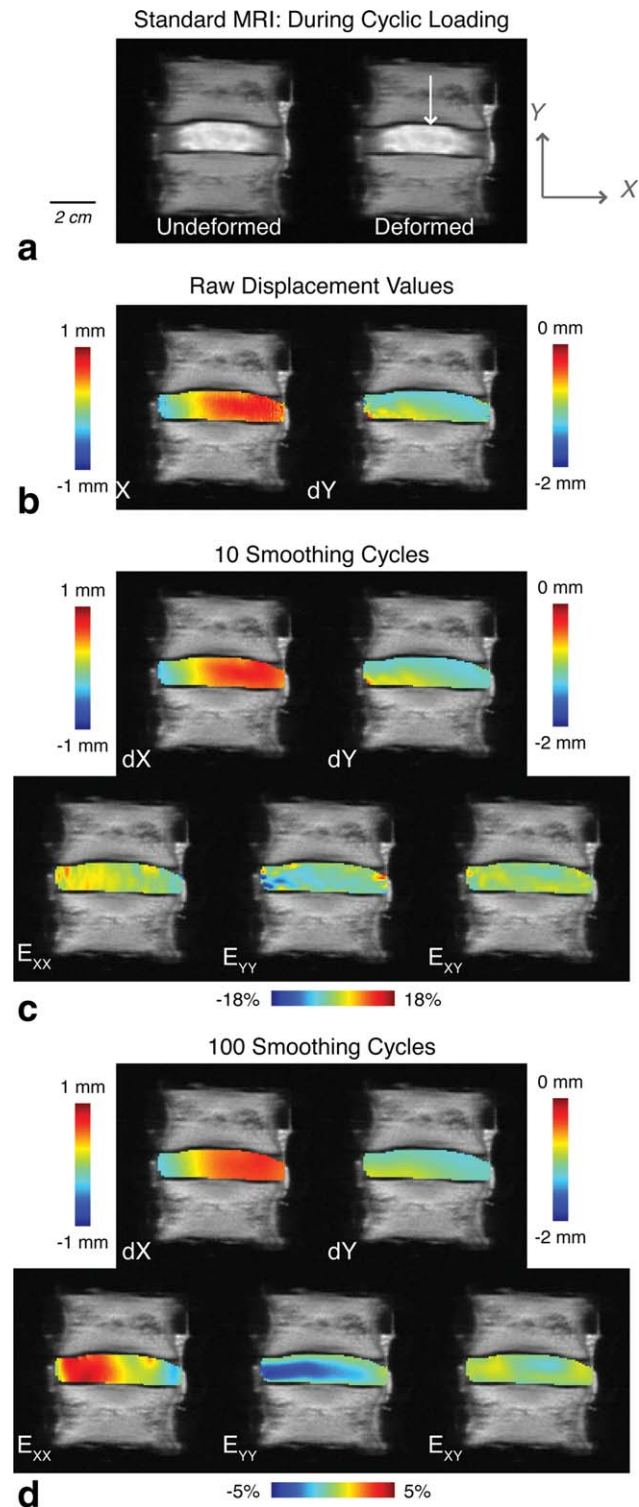 Standard MRI: During Cyclic Loading
Y
X
2 cm
Undeformed Deformed
a
Raw Displacement Values
1 mm 0 mm
-1 mm -2 mm
X dY
b
10 Smoothing Cycles
1 mm 0 mm
-1 mm -2 mm
dX dY
EXX EYY EXY
-18% 18%
c
100 Smoothing Cycles
1 mm 0 mm
-1 mm -2 mm
dX dY
EXX EYY EXY
-5% 5%
d